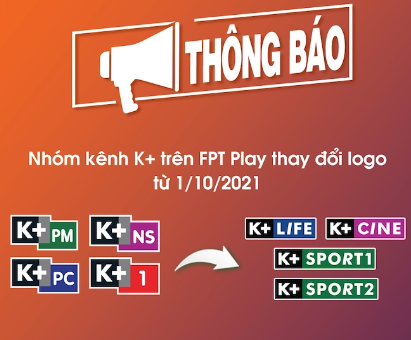 THÔNG BÁO
Nhóm kênh K+ trên FPT Play thay đổi logo
từ 1/10/2021
K+ PM K+ NS
K+ PC K+ 1
K+ LIFE K+ CINE
K+ SPORT1
K+ SPORT2